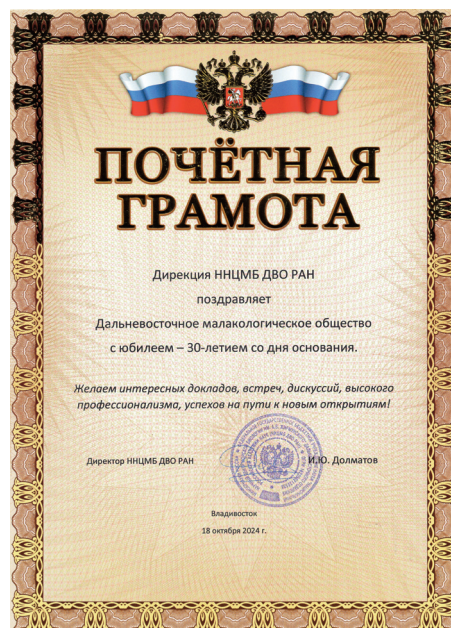 ПОЧЁТНАЯ
ГРАМОТА
Дирекция ННЦМБ ДВО РАН
поздравляет
Дальневосточное малакологическое общество
с юбилеем – 30-летием со дня основания.
Желаем интересных докладов, встреч, дискуссий, высокого
профессионализма, успехов на пути к новым открытиям!
Директор ННЦМБ ДВО РАН И.Ю. Долматов
Владивосток
18 октября 2024 г.